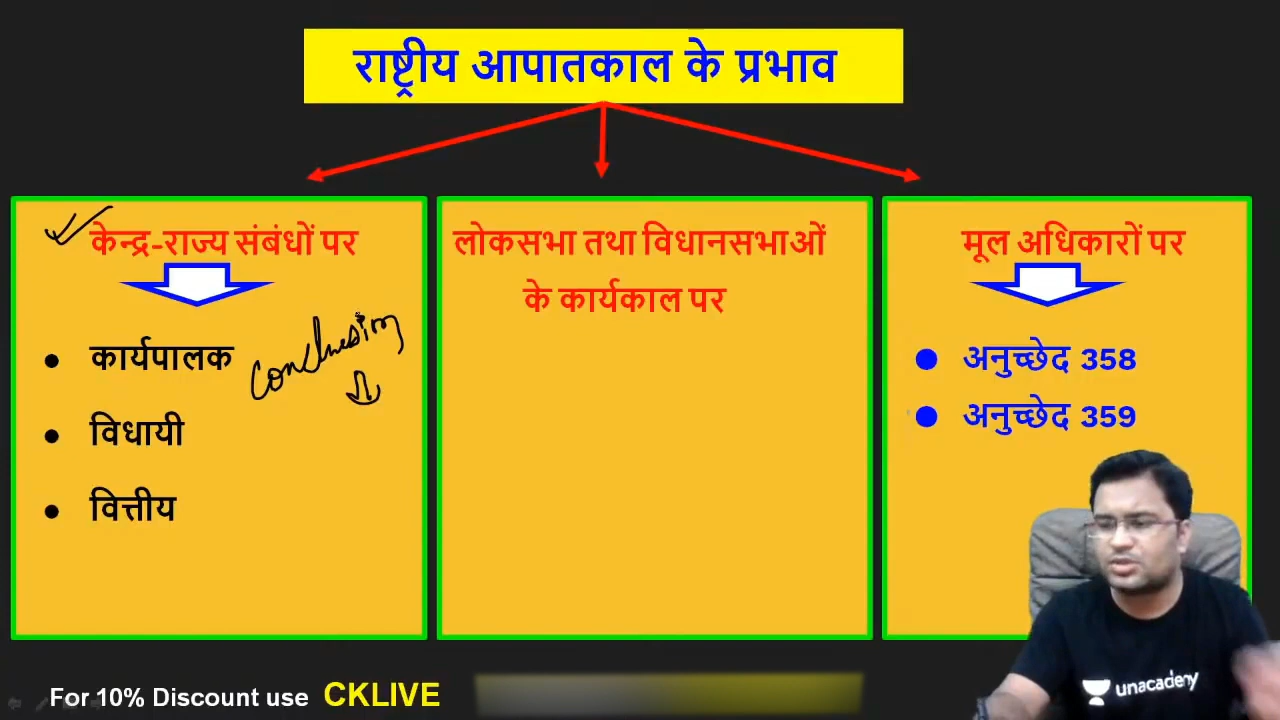 राष्ट्रीय आपातकाल के प्रभाव
केन्द्र-राज्य संबंधों पर
कार्यपालक
conclusion
विधायी
वित्तीय
लोकसभा तथा विधानसभाओं
के कार्यकाल पर
मूल अधिकारों पर
अनुच्छेद 358
अनुच्छेद 359
unacademy
For 10% Discount use CKLIVE